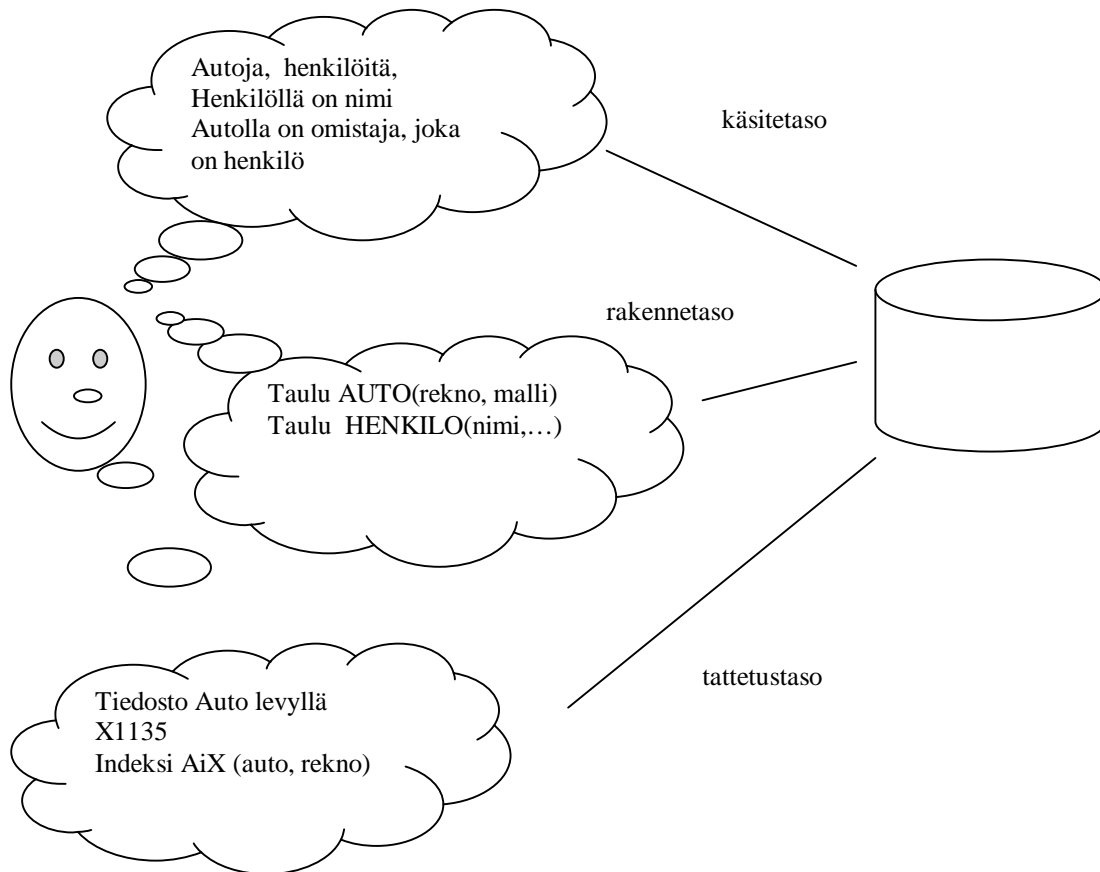 Autoja, henkilöitä,
Henkilöllä on nimi
Autolla on omistaja, joka
on henkilö
käsitetaso
rakennetaso
Taulu AUTO(rekno, malli)
Taulu HENKILO(nimi,…)
tattetustaso
Tiedosto Auto levyllä
X1135
Indeksi AiX (auto, rekno)